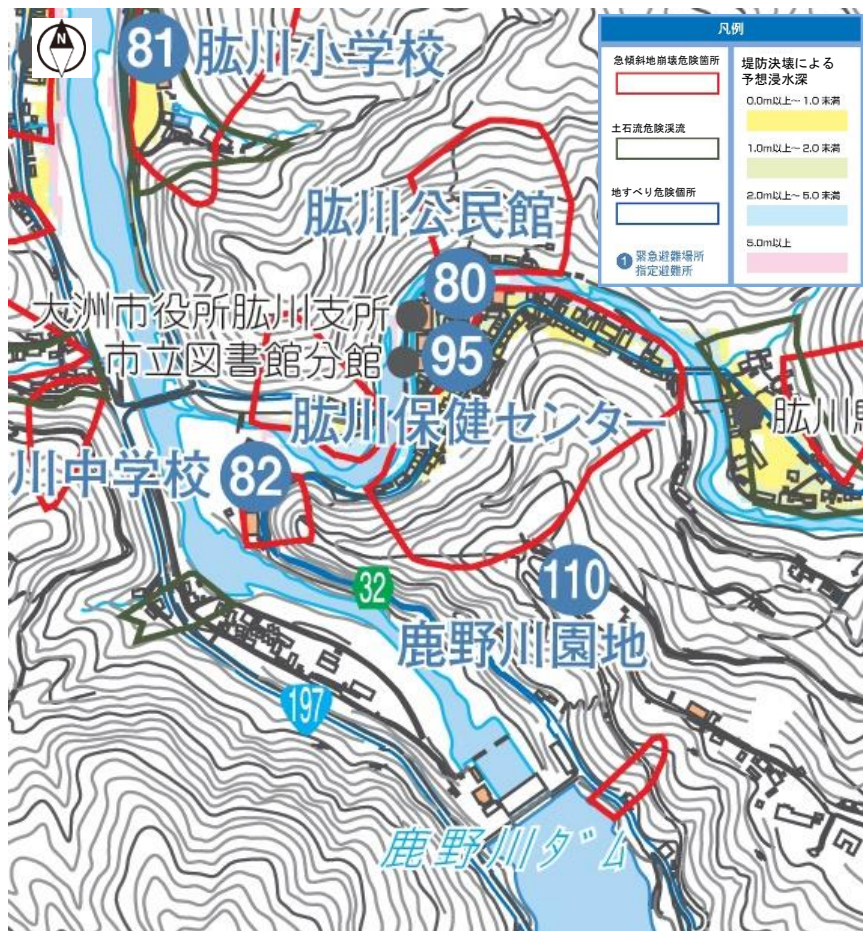 N
81 肱川小学校
凡例
急傾斜地崩壊危険箇所
土石流危険渓流
地すべり危険個所
1 緊急避難場所
指定避難所
堤防決壊による
予想浸水深
0.0m以上~1.0未満
1.0m以上~2.0未満
2.0m以上~5.0未満
5.0m以上
肱川公民館
80
大洲市役所肱川支所
市立図書館分館
95
肱川保健センター
肱川
川中学校 82
32
110
鹿野川園地
197
鹿野川ダム